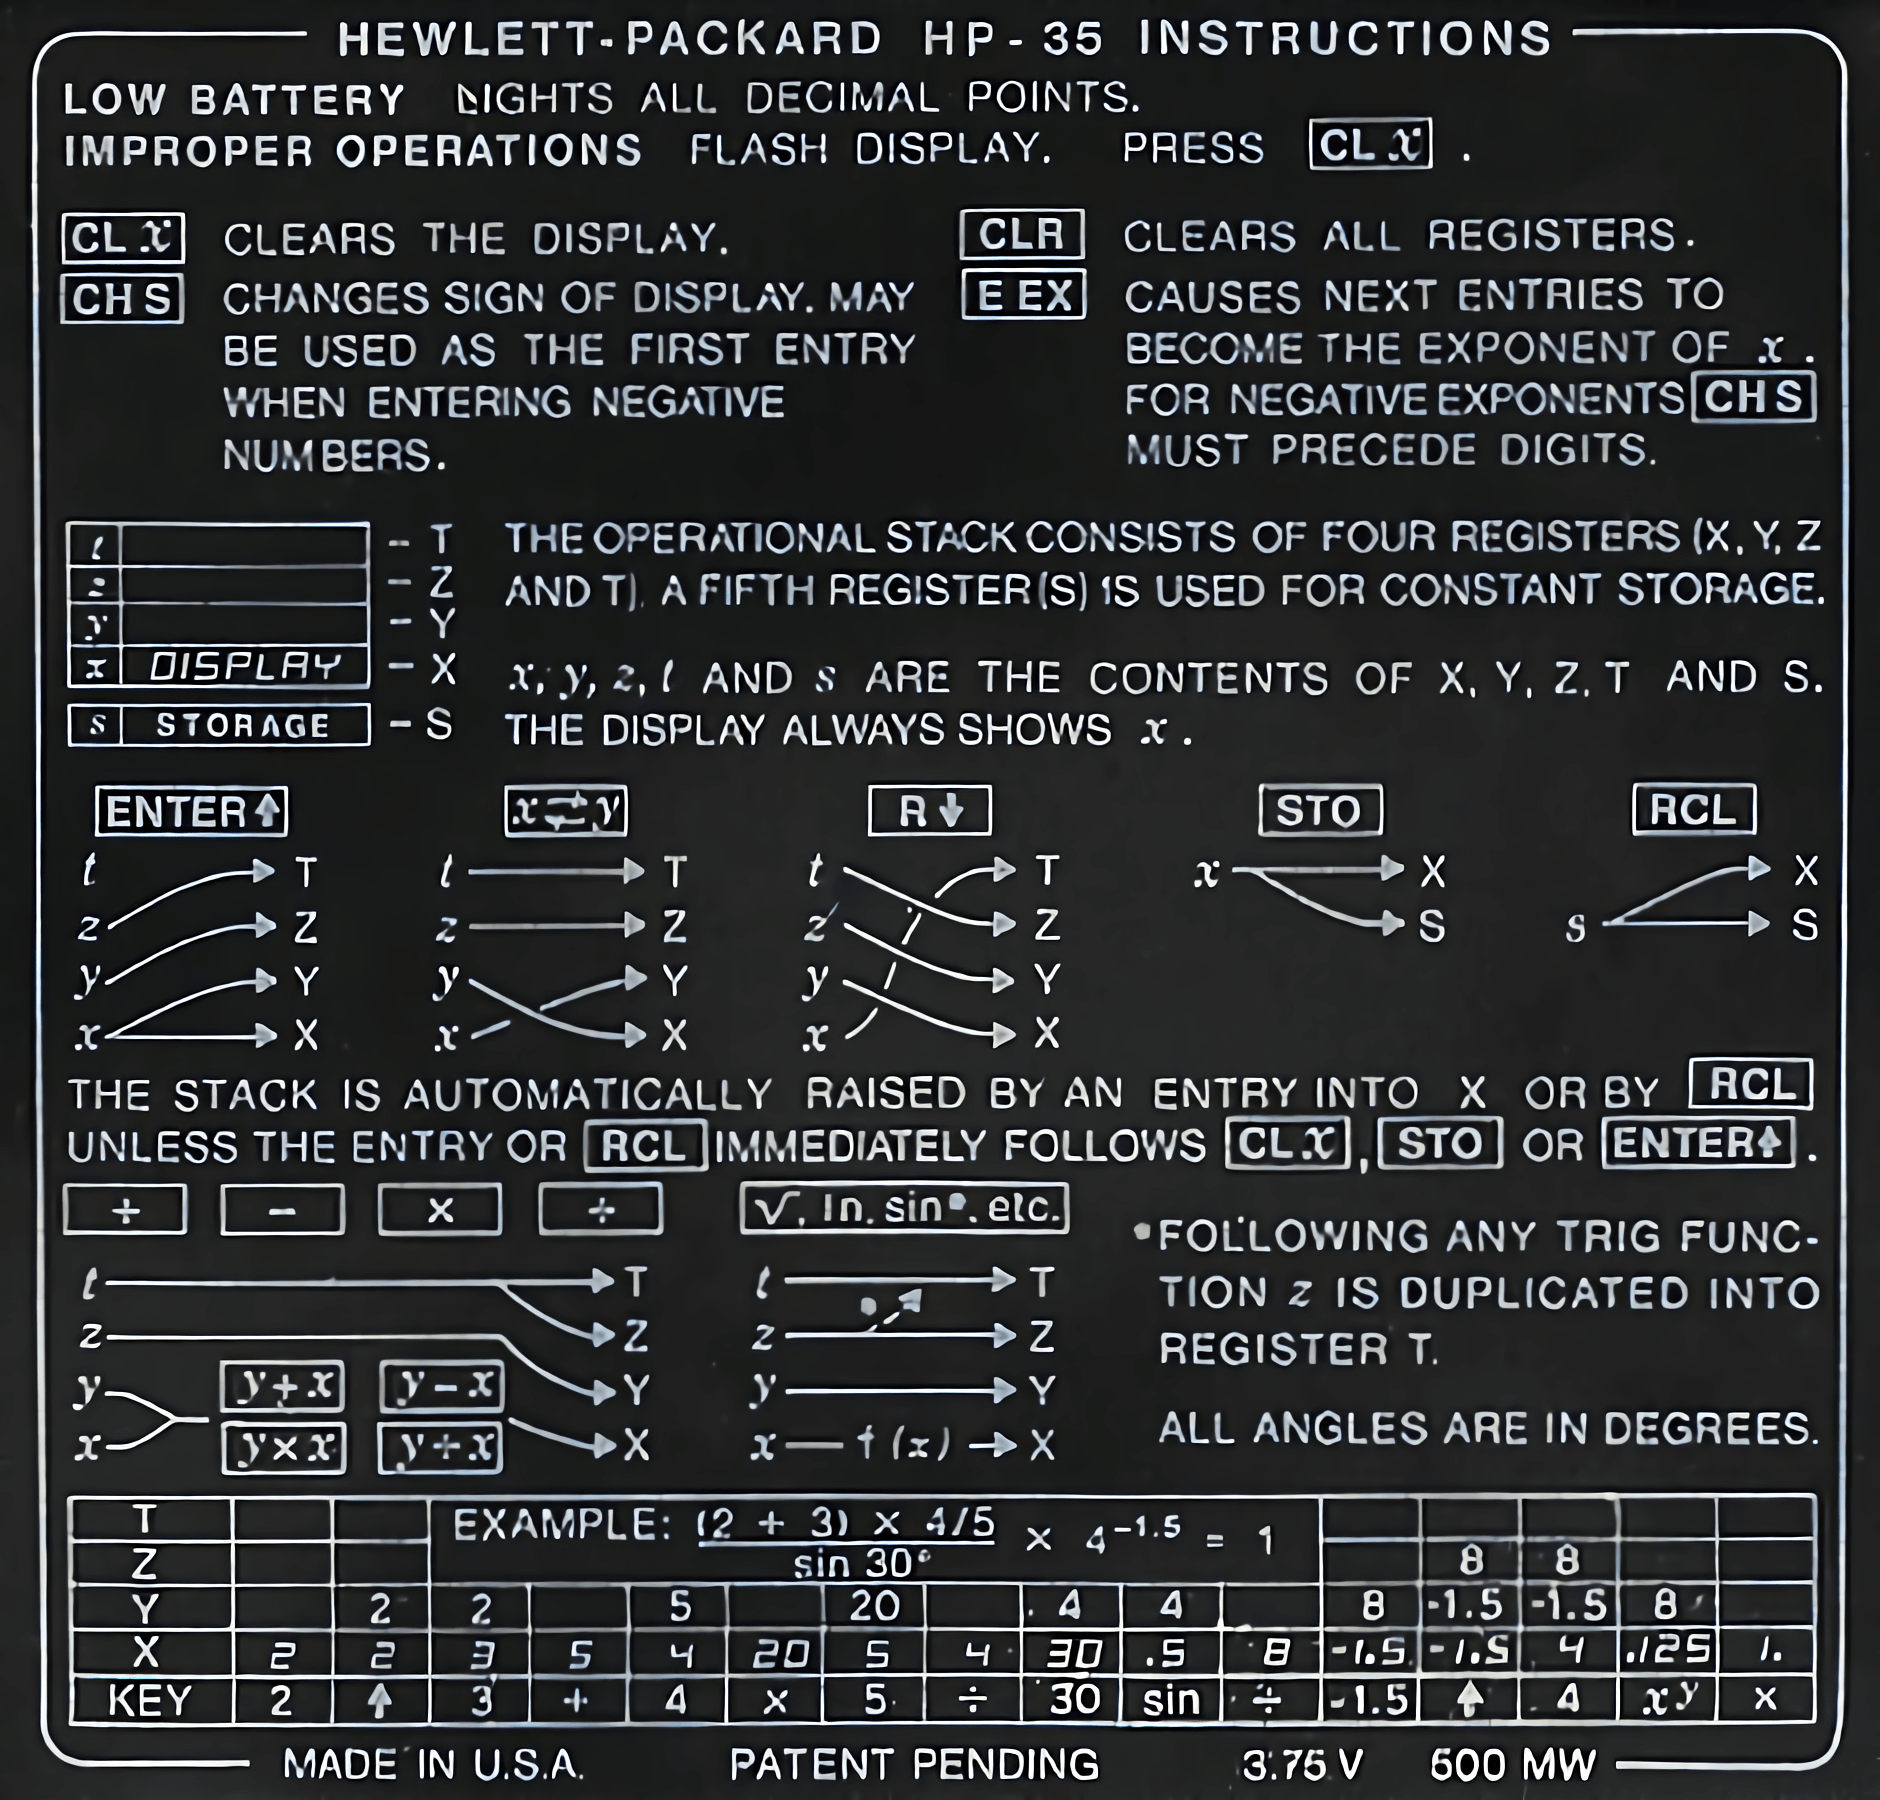 HEWLETT-PACKARD HP-35 INSTRUCTIONS
LOW BATTERY LIGHTS ALL DECIMAL POINTS.
IMPROPER OPERATIONS FLASH DISPLAY. PRESS CL x .
CL x CLEARS THE DISPLAY.
CH S CHANGES SIGN OF DISPLAY. MAY
BE USED AS THE FIRST ENTRY
WHEN ENTERING NEGATIVE
NUMBERS.
CLR CLEARS ALL REGISTERS.
E EX CAUSES NEXT ENTRIES TO
BECOME THE EXPONENT OF x .
FOR NEGATIVE EXPONENTS CH S
MUST PRECEDE DIGITS.
t - T
z - Z
y - Y
x DISPLAY - X
s STORAGE - S
THE OPERATIONAL STACK CONSISTS OF FOUR REGISTERS (X, Y, Z
AND T). A FIFTH REGISTER (S) IS USED FOR CONSTANT STORAGE.
x, y, z, t AND s ARE THE CONTENTS OF X, Y, Z, T AND S.
THE DISPLAY ALWAYS SHOWS x .
ENTER↑ x⇄y R↓ STO RCL
t T t T t T x X X
z Z z Z z Z S s S
y Y y Y y Y
x X x X x X
THE STACK IS AUTOMATICALLY RAISED BY AN ENTRY INTO X OR BY RCL
UNLESS THE ENTRY OR RCL IMMEDIATELY FOLLOWS CL x , STO OR ENTER↑ .
+ - × ÷ √, ln, sin•, etc.
t T t T
z Z z • Z
y y + x y - x Y y Y
x y × x y ÷ x X x f (x) X
•FOLLOWING ANY TRIG FUNC-
TION z IS DUPLICATED INTO
REGISTER T.
ALL ANGLES ARE IN DEGREES.
EXAMPLE: (2 + 3) × 4/5 × 4^-1.5 = 1
sin 30°
T
Z 8 8
Y 2 2 5 20 4 4 8 -1.5 -1.5 8
X 2 2 3 5 4 20 5 4 30 .5 8 -1.5 -1.5 4 .125 1.
KEY 2 ↑ 3 + 4 × 5 ÷ 30 sin ÷ -1.5 ↑ 4 x^y ×
MADE IN U.S.A. PATENT PENDING 3.75 V 500 MW